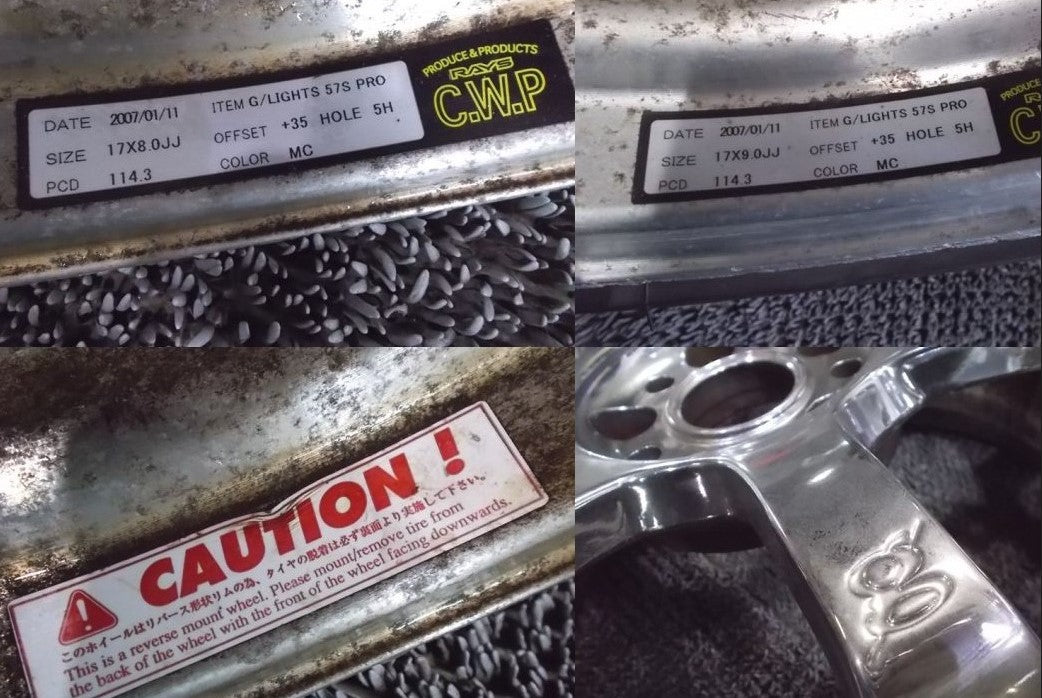 DATE 2007/01/11 ITEM G/LIGHTS 57S PRO
SIZE 17X8.0JJ OFFSET +35 HOLE 5H
PCD 114.3 COLOR MC
PRODUCE & PRODUCTS
RAYS
C.W.P
DATE 2007/01/11 ITEM G/LIGHTS 57S PRO
SIZE 17X9.0JJ OFFSET +35 HOLE 5H
PCD 114.3 COLOR MC
CAUTION !
このホイールはリバース形状リムの為、タイヤの脱着は必ず裏面より実施して下さい。
This is a reverse mount wheel. Please mount/remove tire from
the back of the wheel with the front of the wheel facing downwards.